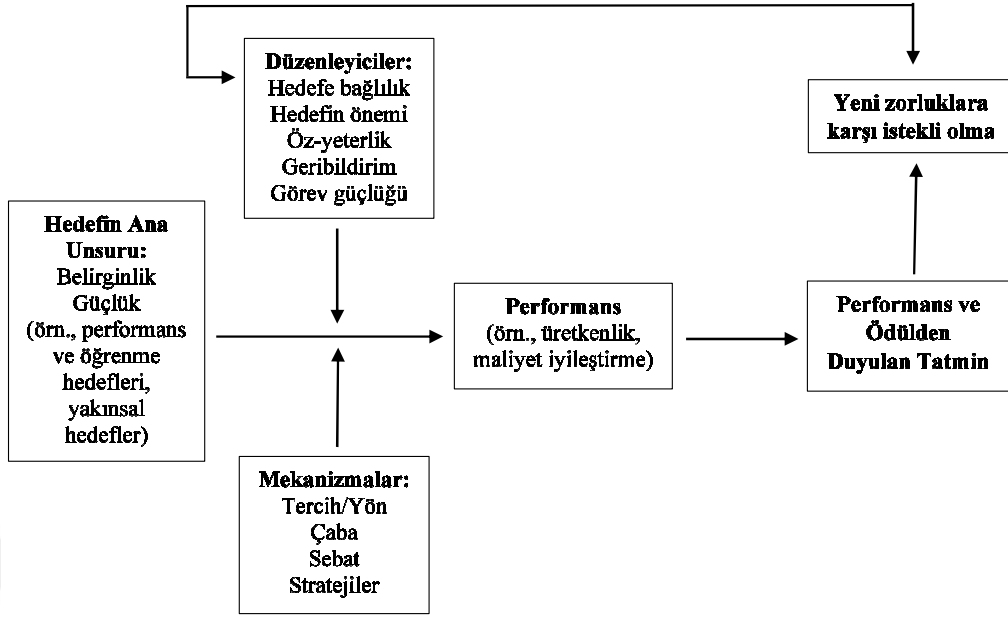 Düzenleyiciler:
Hedefe bağlılık
Hedefin önemi
Öz-yeterlik
Geribildirim
Görev güçlüğü
Yeni zorluklara
karşı istekli olma
Hedefin Ana
Unsuru:
Belirginlik
Güçlük
(örn., performans
ve öğrenme
hedefleri,
yakınsal
hedefler)
Performans
(örn., üretkenlik,
maliyet iyileştirme)
Performans ve
Ödülden
Duyulan Tatmin
Mekanizmalar:
Tercih/Yön
Çaba
Sebat
Stratejiler